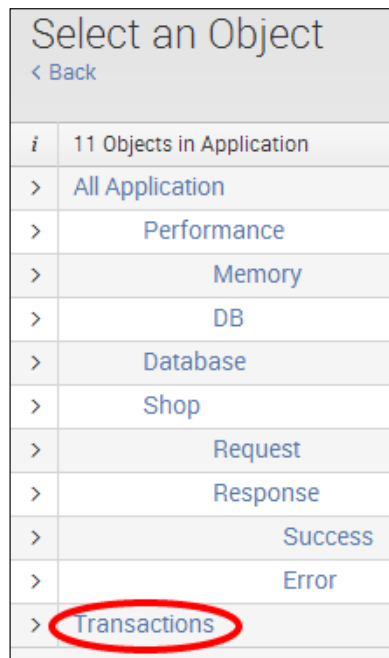 Select an Object
< Back
i 11 Objects in Application
> All Application
> Performance
> Memory
> DB
> Database
> Shop
> Request
> Response
> Success
> Error
> Transactions